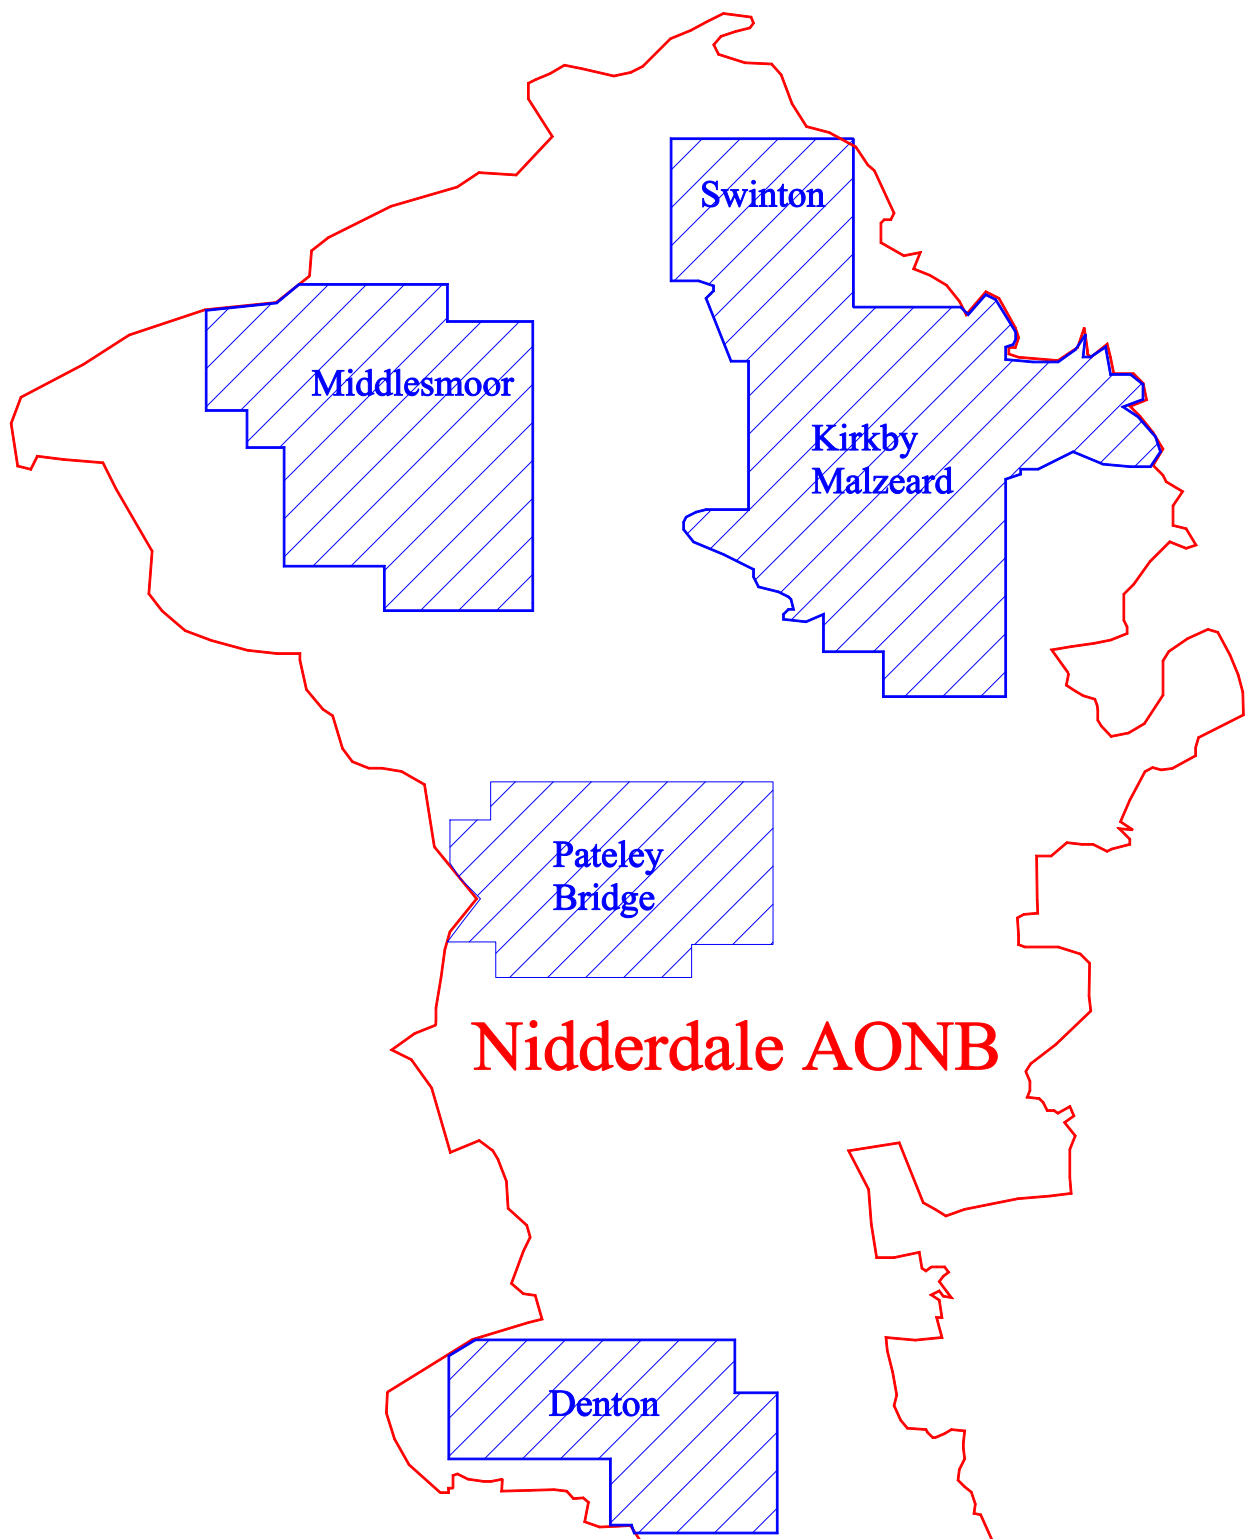 Swinton
Middlesmoor
Kirkby
Malzeard
Pateley
Bridge
Nidderdale AONB
Denton